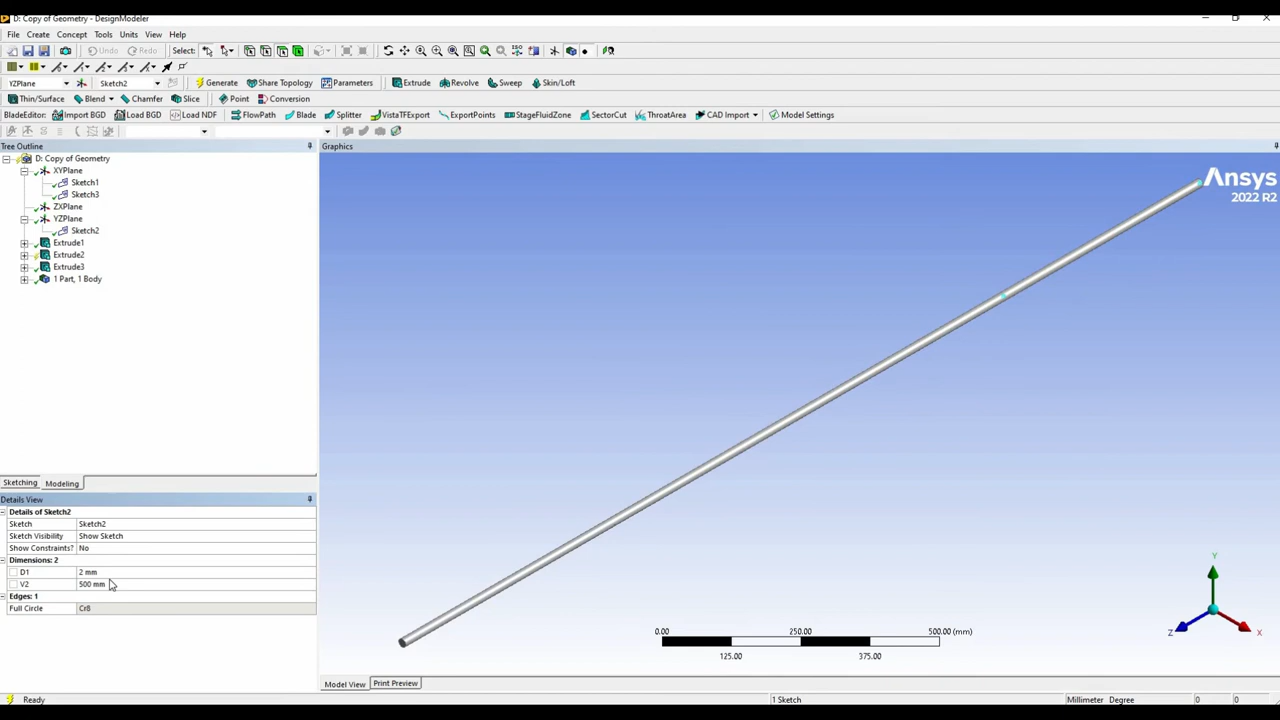 D: Copy of Geometry - DesignModeler
File Create Concept Tools Units View Help
Undo Redo Select:
YZPlane Sketch2 Generate Share Topology Parameters Extrude Revolve Sweep Skin/Loft
Thin/Surface Blend Chamfer Slice Point Conversion
BladeEditor: Import BGD Load BGD Load NDF FlowPath Blade Splitter VistaTFExport ExportPoints StageFluidZone SectorCut ThroatArea CAD Import Model Settings
Tree Outline
D: Copy of Geometry
XYPlane
Sketch1
Sketch3
ZXPlane
YZPlane
Sketch2
Extrude1
Extrude2
Extrude3
1 Part, 1 Body
Sketching Modeling
Details View
Details of Sketch2
Sketch Sketch2
Sketch Visibility Show Sketch
Show Constraints? No
Dimensions: 2
D1 2 mm
V2 500 mm
Edges: 1
Full Circle Cr8
Graphics
Ansys
2022 R2
ISO
Y
Z
X
0.00 250.00 500.00 (mm)
125.00 375.00
Model View Print Preview
Ready 1 Sketch Millimeter Degree 0 0